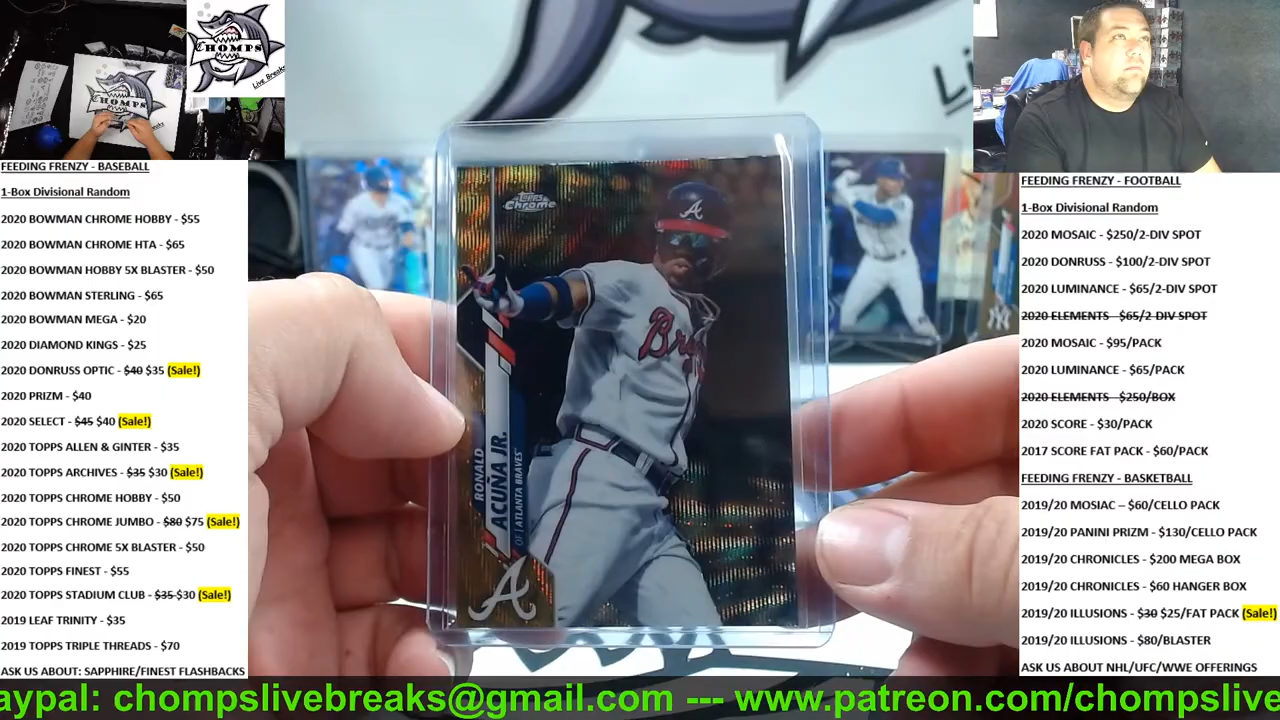 CHOMPS
Live Breaks
CHOMPS
FEEDING FRENZY - BASEBALL
1-Box Divisional Random
2020 BOWMAN CHROME HOBBY - $55
2020 BOWMAN CHROME HTA - $65
2020 BOWMAN HOBBY 5X BLASTER - $50
2020 BOWMAN STERLING - $65
2020 BOWMAN MEGA - $20
2020 DIAMOND KINGS - $25
2020 DONRUSS OPTIC - $40 $35 (Sale!)
2020 PRIZM - $40
2020 SELECT - $45 $40 (Sale!)
2020 TOPPS ALLEN & GINTER - $35
2020 TOPPS ARCHIVES - $35 $30 (Sale!)
2020 TOPPS CHROME HOBBY - $50
2020 TOPPS CHROME JUMBO - $80 $75 (Sale!)
2020 TOPPS CHROME 5X BLASTER - $50
2020 TOPPS FINEST - $55
2020 TOPPS STADIUM CLUB - $35 $30 (Sale!)
2019 LEAF TRINITY - $35
2019 TOPPS TRIPLE THREADS - $70
ASK US ABOUT: SAPPHIRE/FINEST FLASHBACKS
Topps
Chrome
A
Braves
RONALD
ACUÑA JR.
OF | ATLANTA BRAVES
A
FEEDING FRENZY - FOOTBALL
1-Box Divisional Random
2020 MOSAIC - $250/2-DIV SPOT
2020 DONRUSS - $100/2-DIV SPOT
2020 LUMINANCE - $65/2-DIV SPOT
2020 ELEMENTS - $65/2-DIV SPOT
2020 MOSAIC - $95/PACK
2020 LUMINANCE - $65/PACK
2020 ELEMENTS - $250/BOX
2020 SCORE - $30/PACK
2017 SCORE FAT PACK - $60/PACK
FEEDING FRENZY - BASKETBALL
2019/20 MOSIAC – $60/CELLO PACK
2019/20 PANINI PRIZM - $130/CELLO PACK
2019/20 CHRONICLES - $200 MEGA BOX
2019/20 CHRONICLES - $60 HANGER BOX
2019/20 ILLUSIONS - $30 $25/FAT PACK (Sale!)
2019/20 ILLUSIONS - $80/BLASTER
ASK US ABOUT NHL/UFC/WWE OFFERINGS
aypal: chompslivebreaks@gmail.com --- www.patreon.com/chompslive